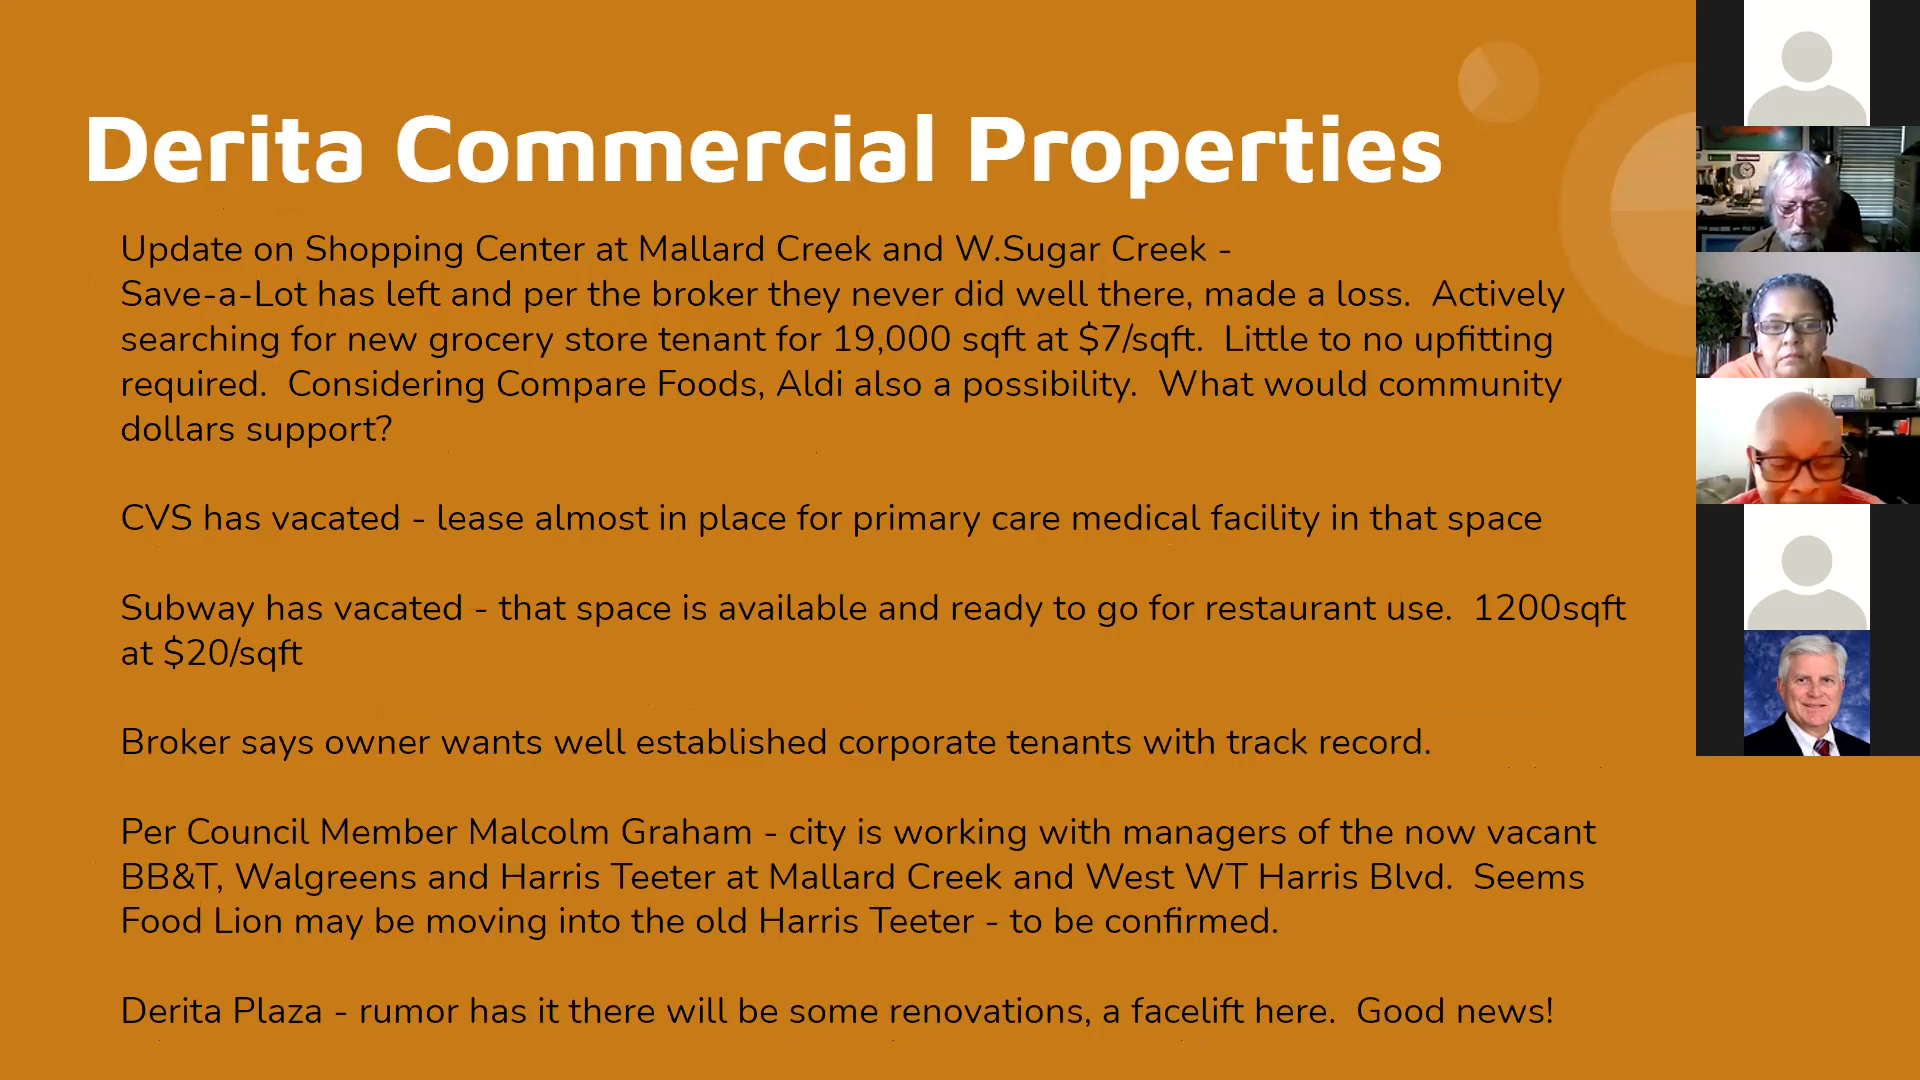 Derita Commercial Properties
Update on Shopping Center at Mallard Creek and W.Sugar Creek -
Save-a-Lot has left and per the broker they never did well there, made a loss.  Actively
searching for new grocery store tenant for 19,000 sqft at $7/sqft.  Little to no upfitting
required.  Considering Compare Foods, Aldi also a possibility.  What would community
dollars support?
CVS has vacated - lease almost in place for primary care medical facility in that space
Subway has vacated - that space is available and ready to go for restaurant use.  1200sqft
at $20/sqft
Broker says owner wants well established corporate tenants with track record.
Per Council Member Malcolm Graham - city is working with managers of the now vacant
BB&T, Walgreens and Harris Teeter at Mallard Creek and West WT Harris Blvd.  Seems
Food Lion may be moving into the old Harris Teeter - to be confirmed.
Derita Plaza - rumor has it there will be some renovations, a facelift here.  Good news!